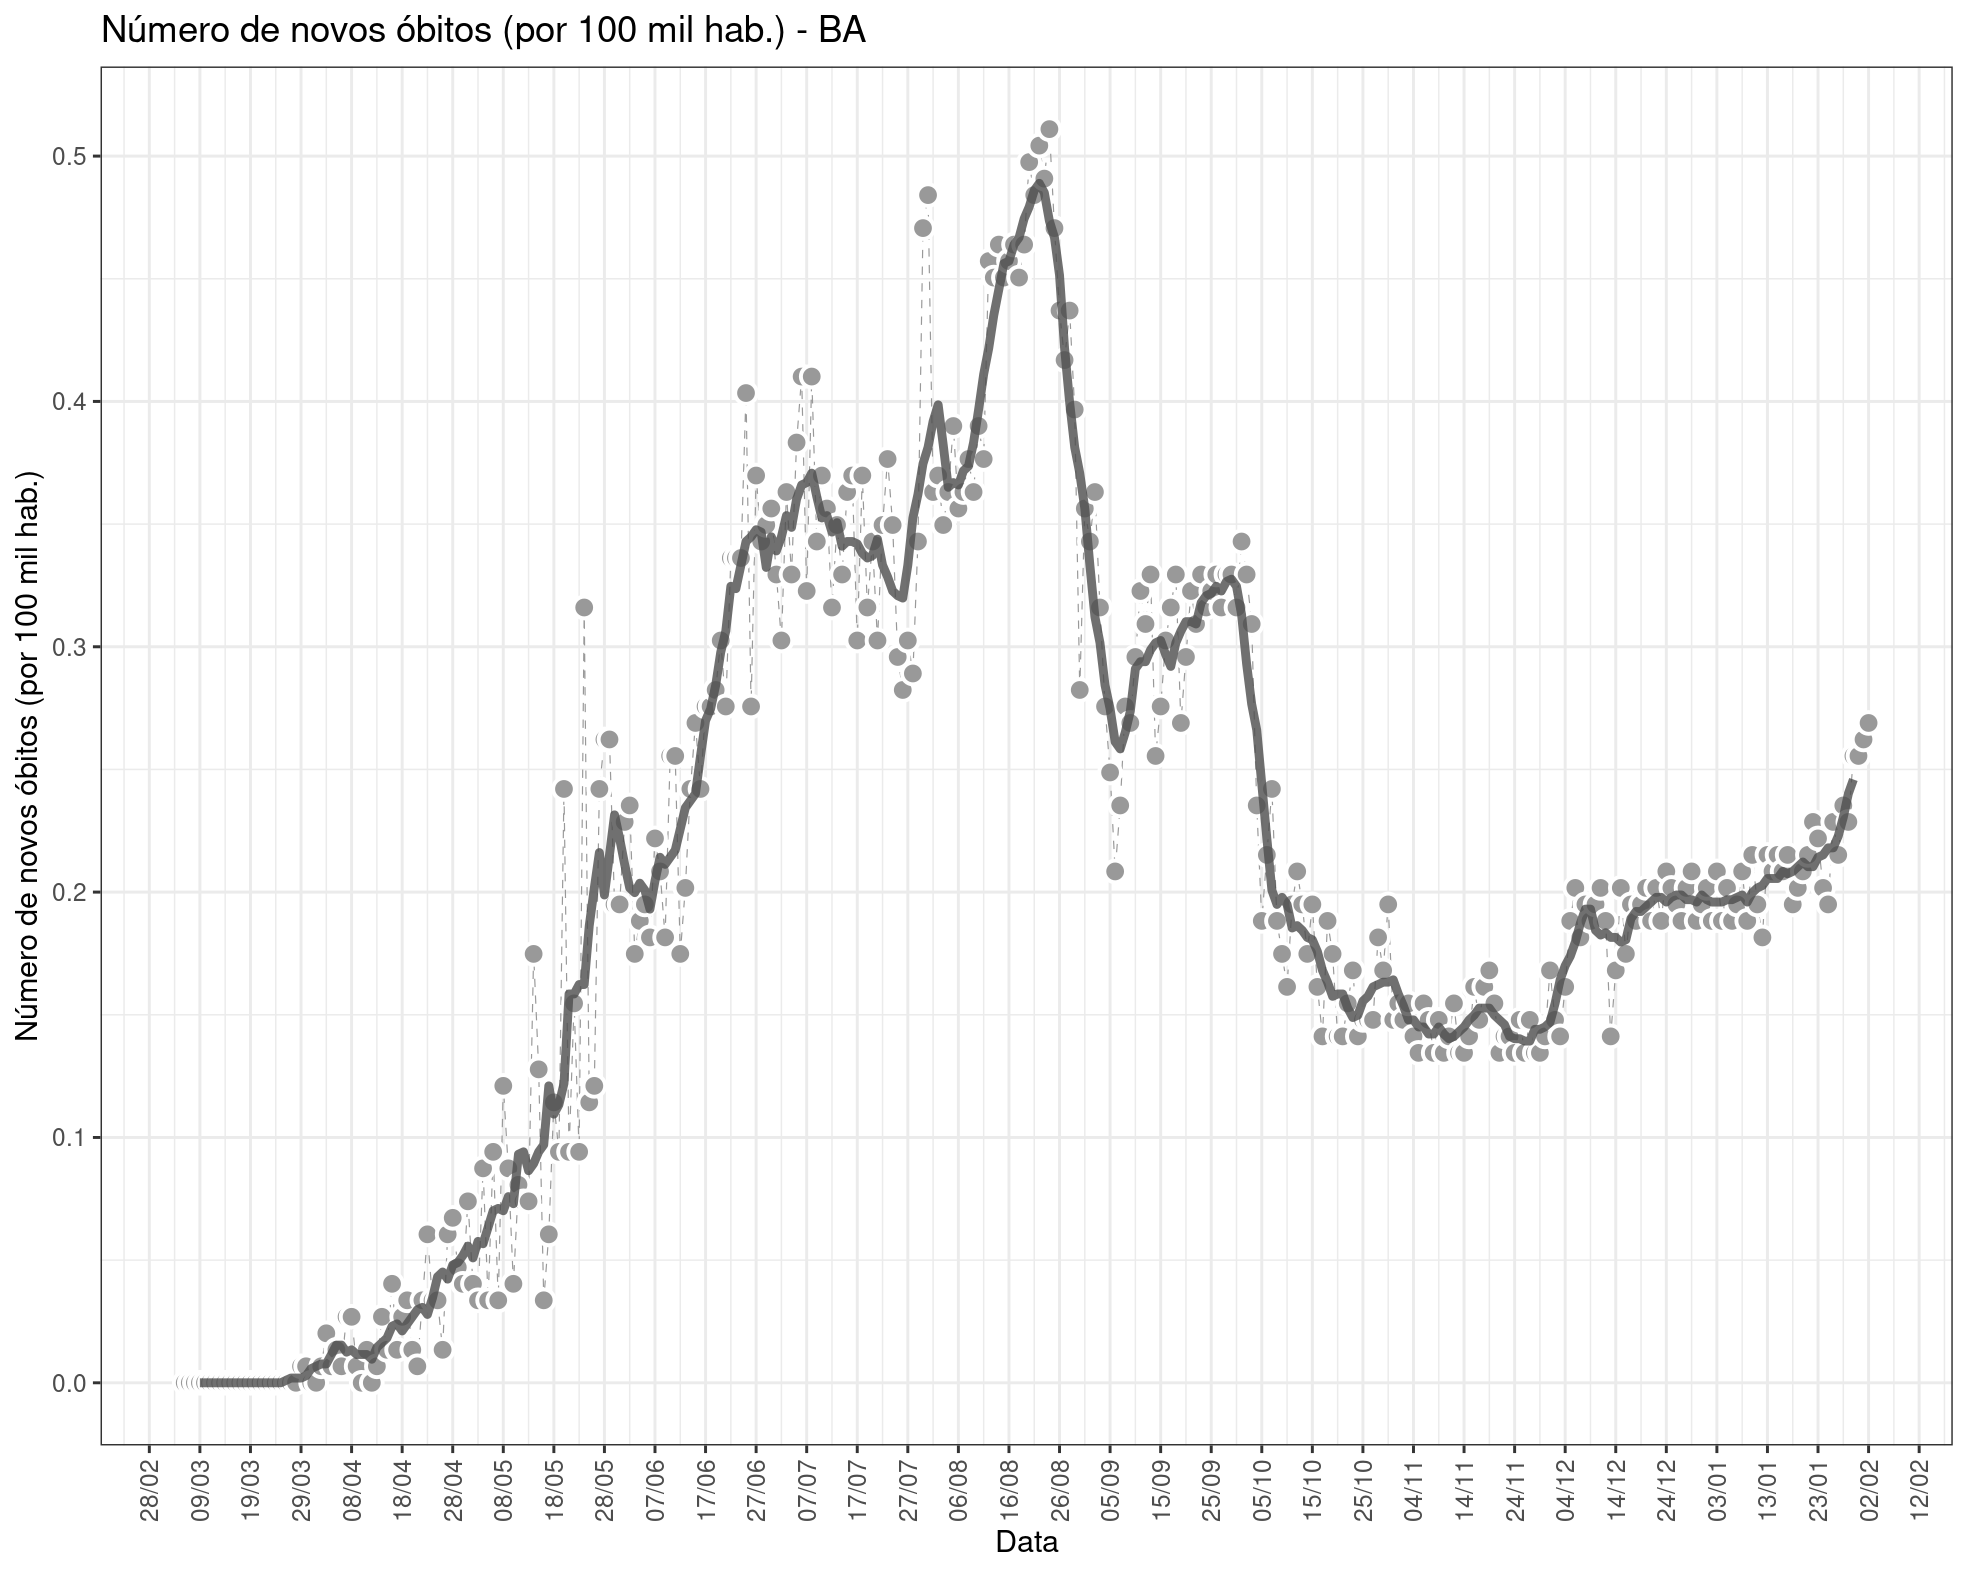 Número de novos óbitos (por 100 mil hab.) - BA
Número de novos óbitos (por 100 mil hab.)
0.5
0.4
0.3
0.2
0.1
0.0
28/02 09/03 19/03 29/03 08/04 18/04 28/04 08/05 18/05 28/05 07/06 17/06 27/06 07/07 17/07 27/07 06/08 16/08 26/08 05/09 15/09 25/09 05/10 15/10 25/10 04/11 14/11 24/11 04/12 14/12 24/12 03/01 13/01 23/01 02/02 12/02
Data